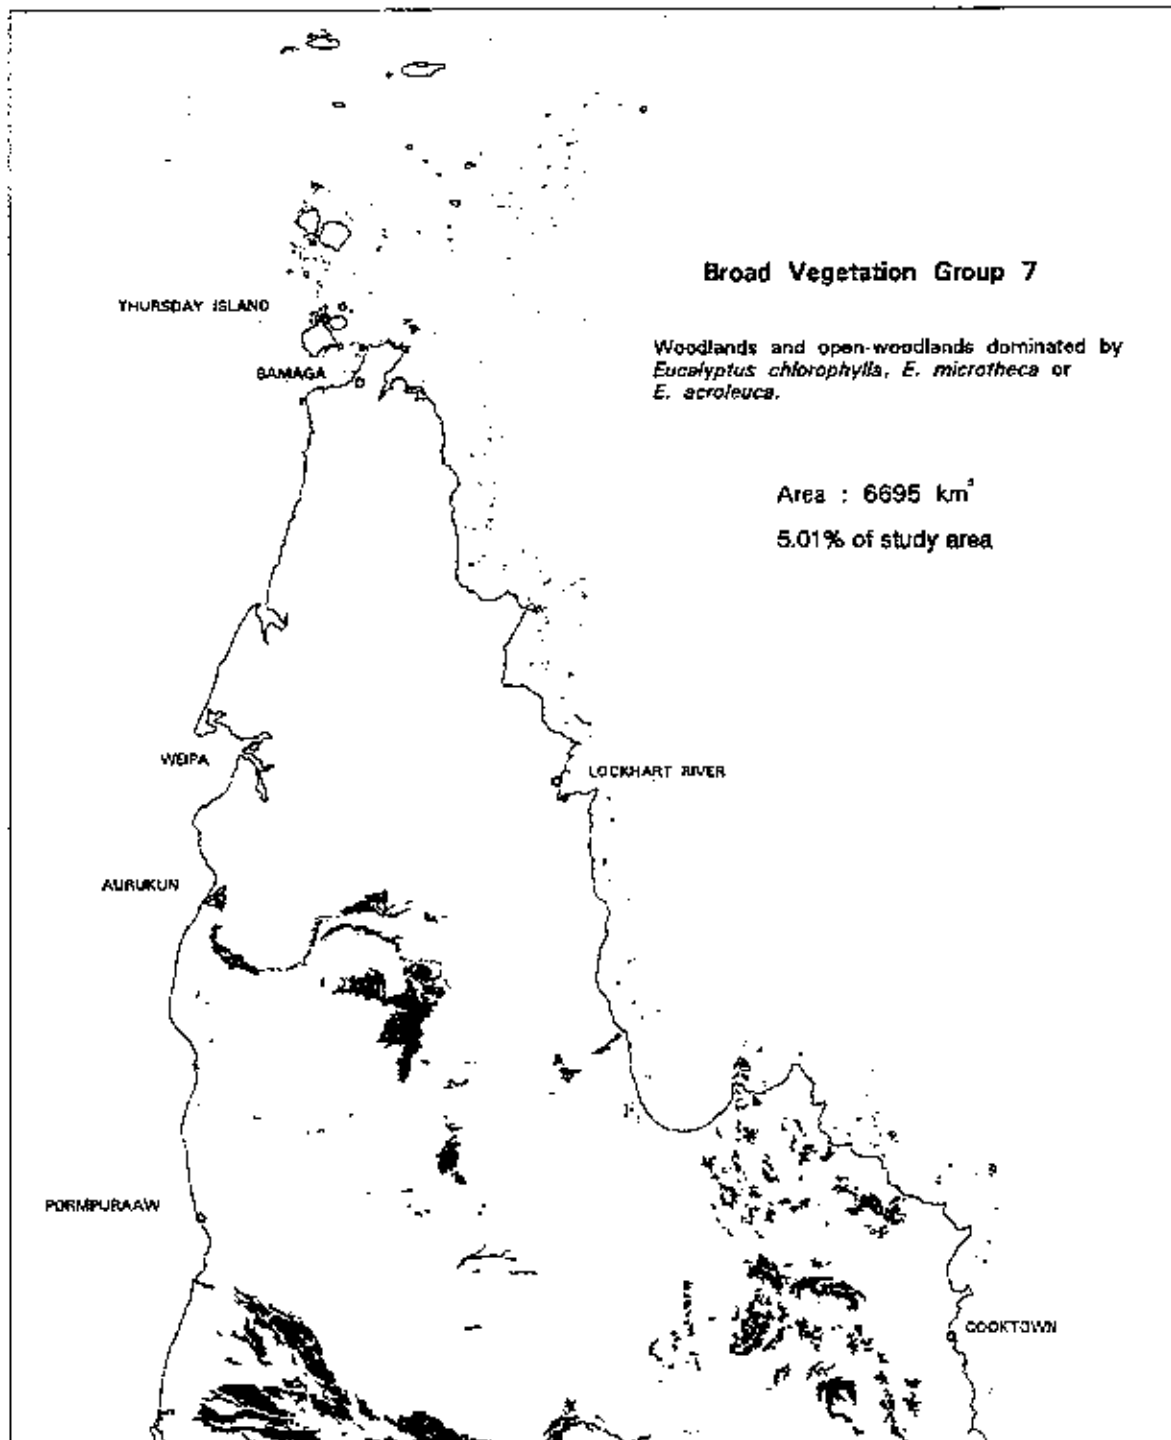 Broad Vegetation Group 7
THURSDAY ISLAND
Woodlands and open-woodlands dominated by
Eucalyptus chlorophylla, E. microtheca or
E. acroleuca.
BAMAGA
Area : 6695 km²
5.01% of study area
WEIPA
LOCKHART RIVER
AURUKUN
PORMPURAAW
COOKTOWN